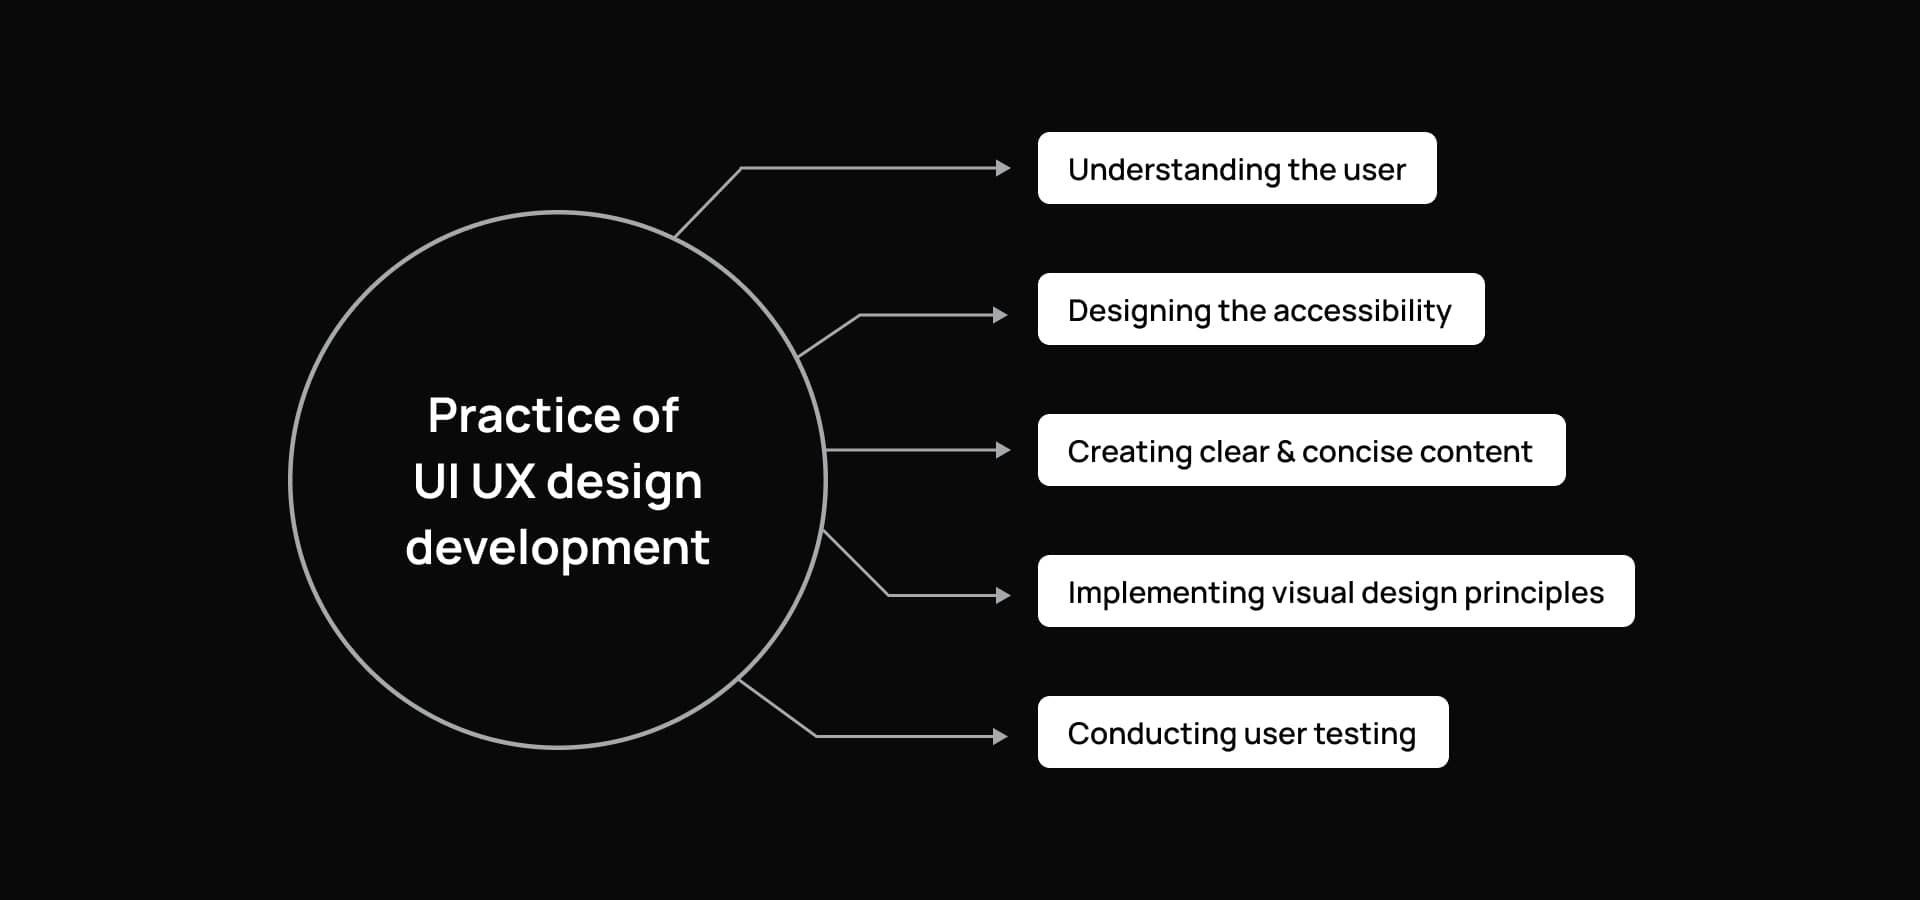 Practice of
UI UX design
development
Understanding the user
Designing the accessibility
Creating clear & concise content
Implementing visual design principles
Conducting user testing